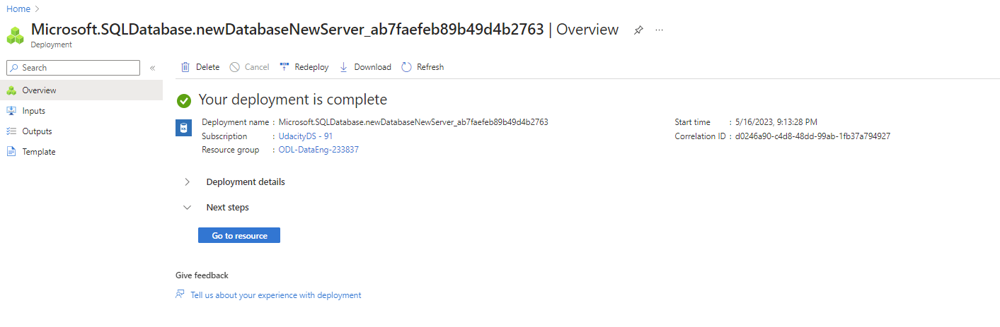 Home
Microsoft.SQLDatabase.newDatabaseNewServer_ab7faefeb89b49d4b2763 | Overview
Deployment
Search
Overview
Inputs
Outputs
Template
Delete Cancel Redeploy Download Refresh
Your deployment is complete
Deployment name : Microsoft.SQLDatabase.newDatabaseNewServer_ab7faefeb89b49d4b2763
Subscription : UdacityDS - 91
Resource group : ODL-DataEng-233837
Start time : 5/16/2023, 9:13:28 PM
Correlation ID : d0246a90-c4d8-48dd-99ab-1fb37a794927
Deployment details
Next steps
Go to resource
Give feedback
Tell us about your experience with deployment